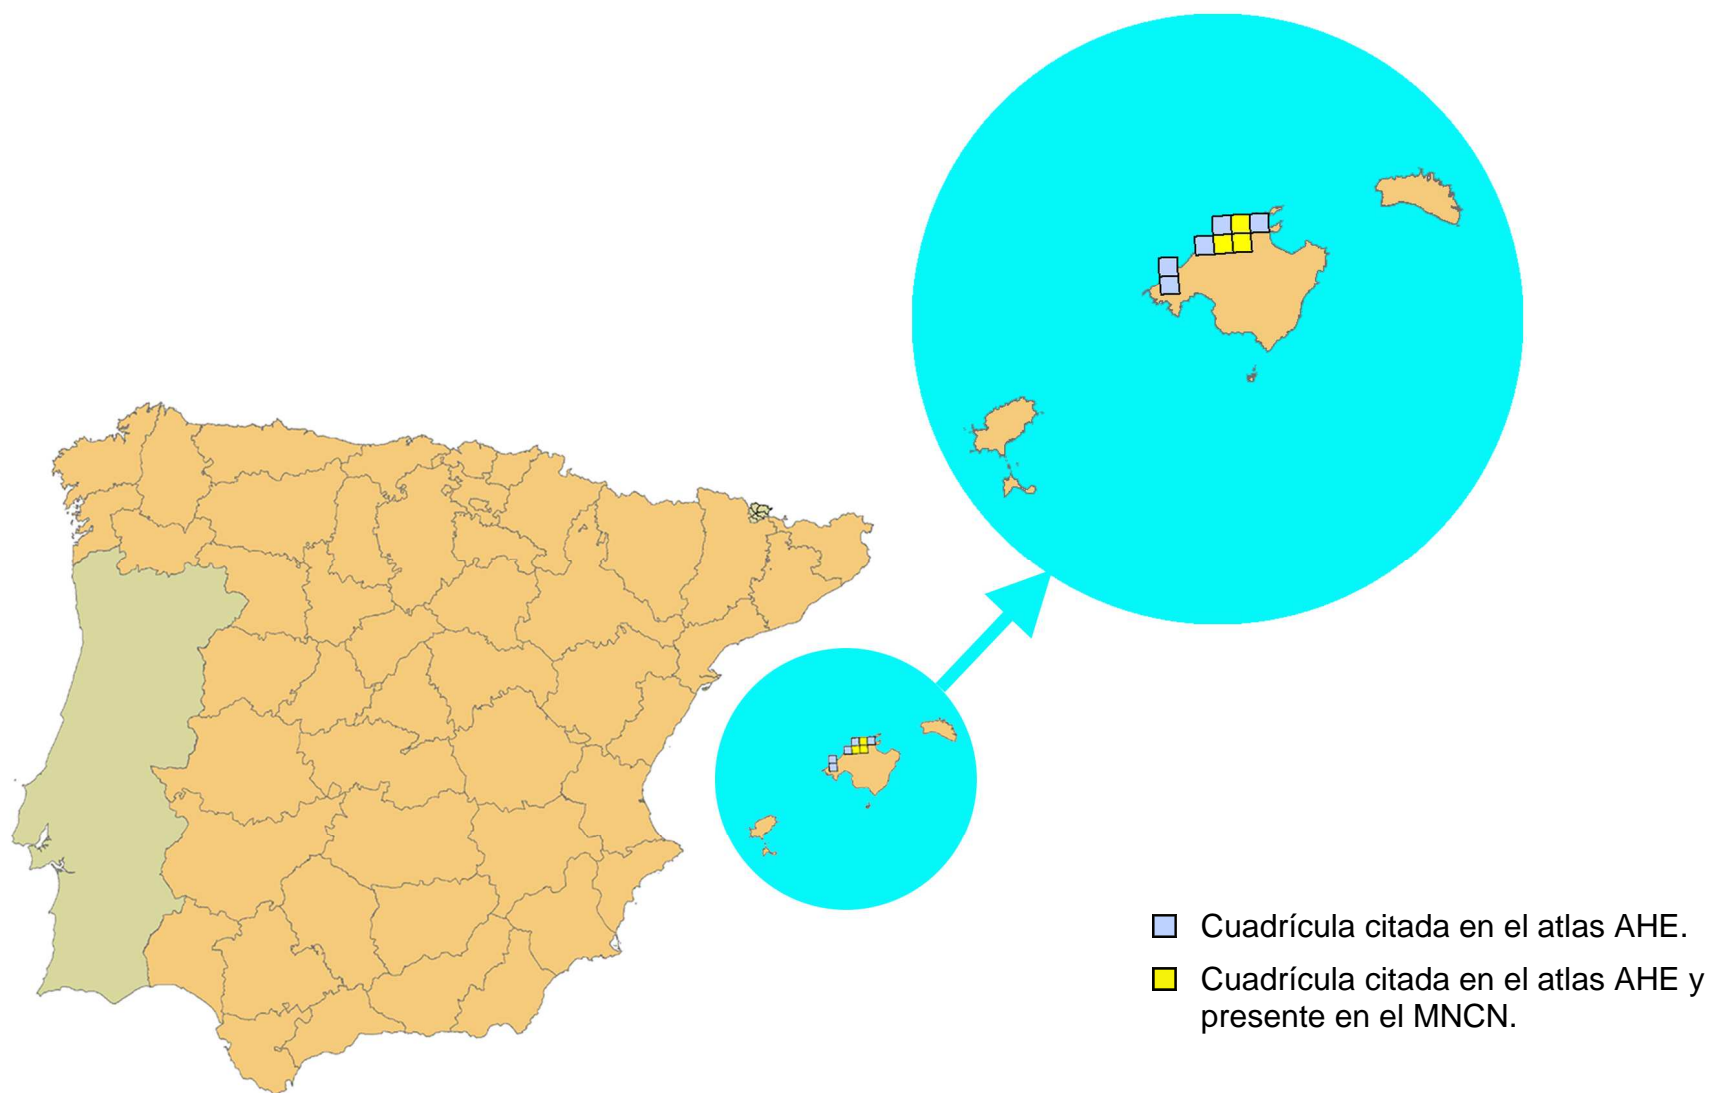 Cuadrícula citada en el atlas AHE.
Cuadrícula citada en el atlas AHE y
presente en el MNCN.